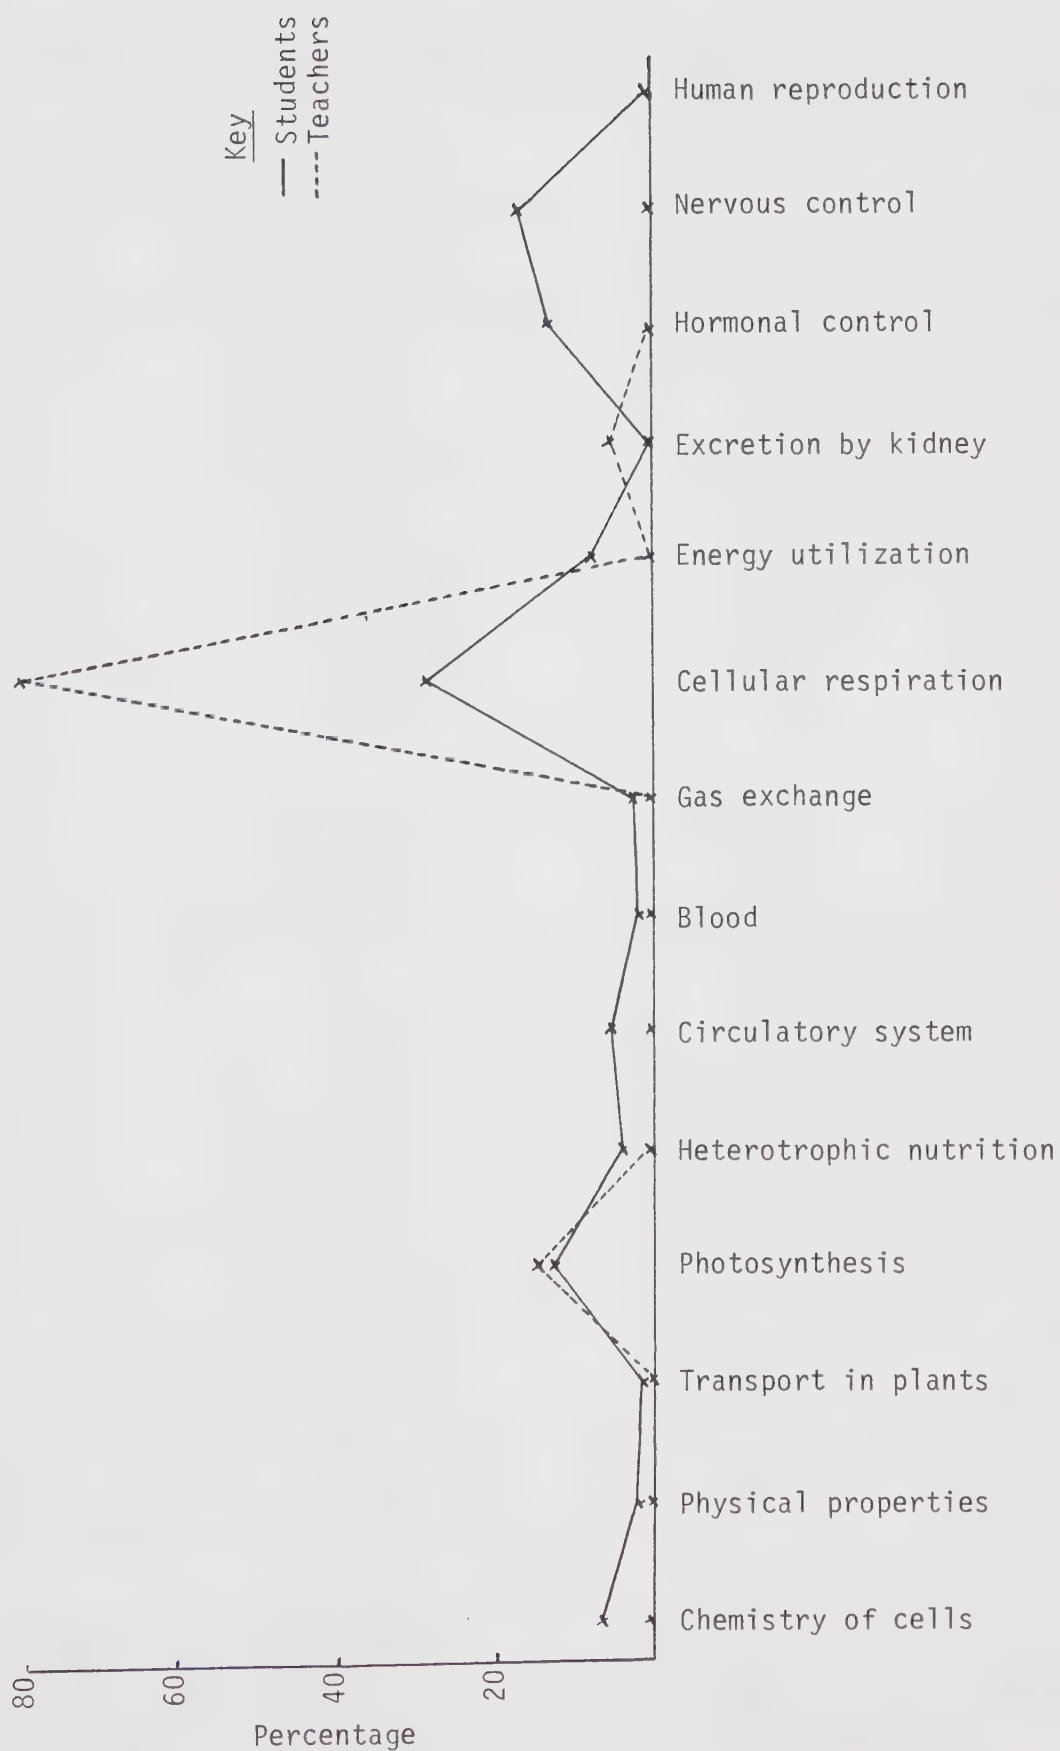 Key
Students
Teachers
Human reproduction
Nervous control
Hormonal control
Excretion by kidney
Energy utilization
Cellular respiration
Gas exchange
Blood
Circulatory system
Heterotrophic nutrition
Photosynthesis
Transport in plants
Physical properties
Chemistry of cells
80
60
40
20
Percentage